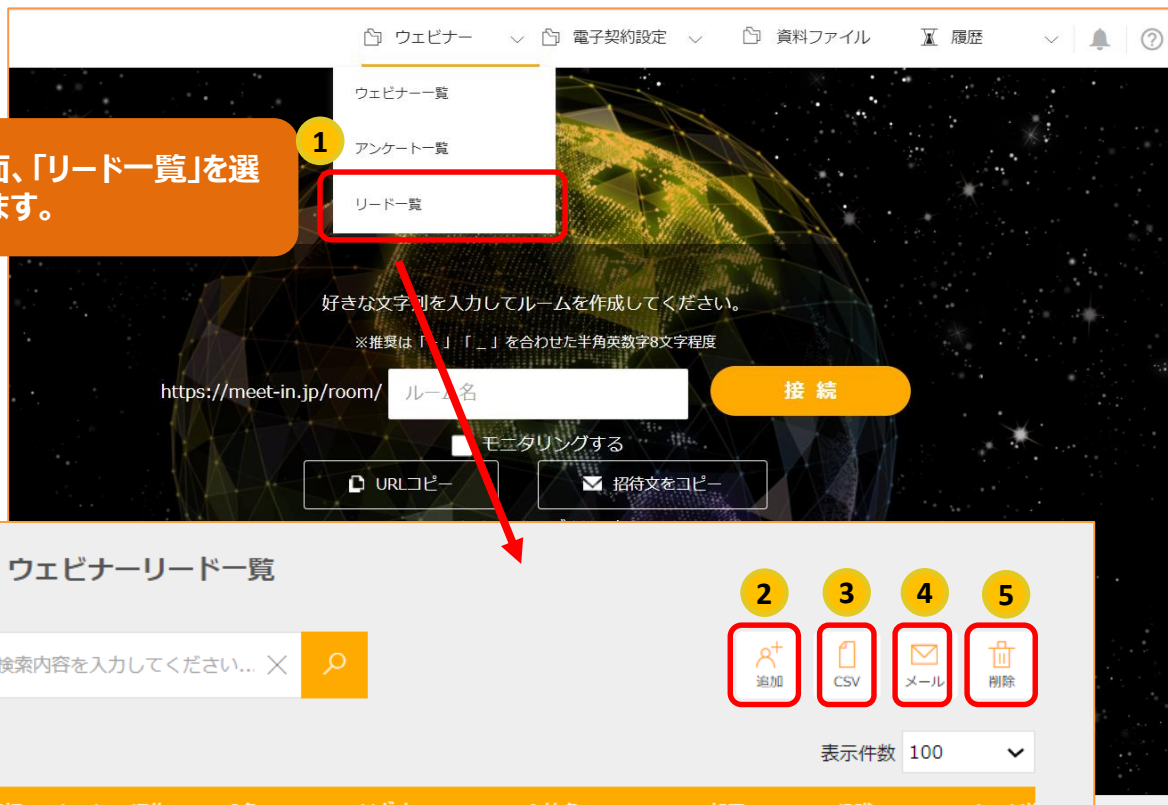 ウェビナー 電子契約設定 資料ファイル 履歴
ウェビナー一覧
1
アンケート一覧
リード一覧
面、「リード一覧」を選
ます。
好きな文字列を入力してルームを作成してください。
※推奨は「 - 」「 _ 」を合わせた半角英数字8文字程度
https://meet-in.jp/room/ ルーム名 接続
モニタリングする
URLコピー 招待文をコピー
ウェビナーリード一覧
2 3 4 5
検索内容を入力してください...
追加 CSV メール 削除
表示件数 100